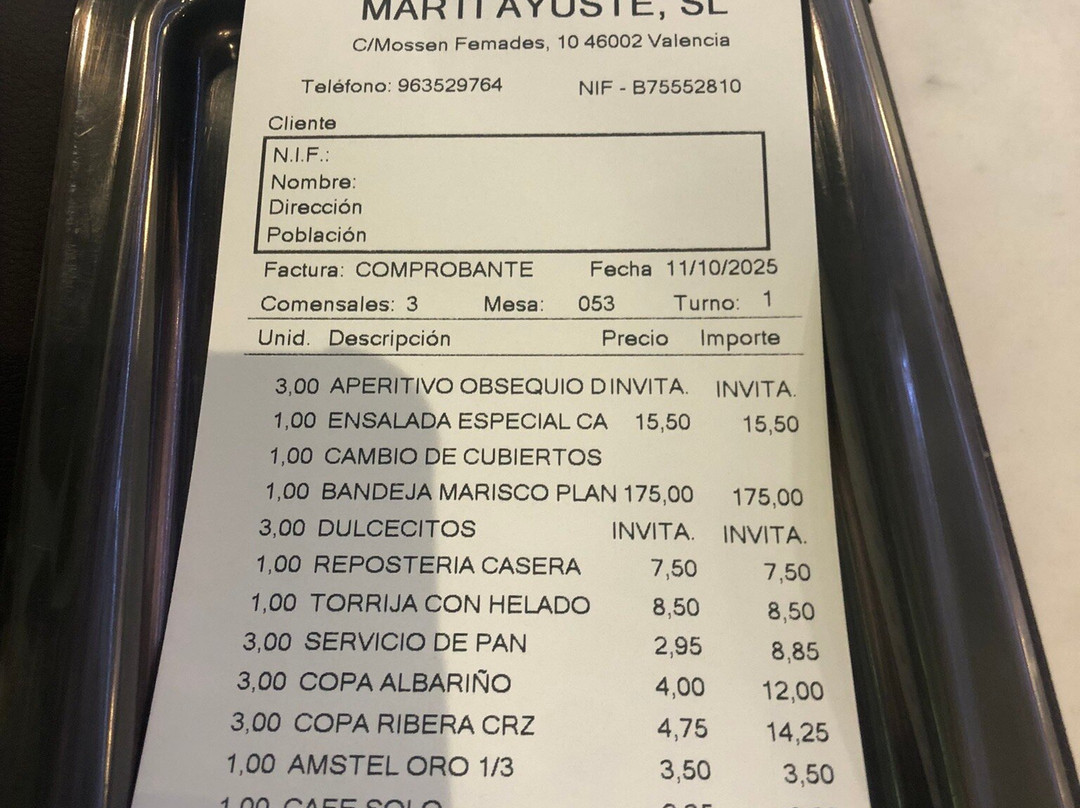 MARTI AYUSTE, SL
C/Mossen Femades, 10 46002 Valencia
Teléfono: 963529764 NIF - B75552810
Cliente
N.I.F.:
Nombre:
Dirección
Población
Factura: COMPROBANTE Fecha 11/10/2025
Comensales: 3 Mesa: 053 Turno: 1
Unid. Descripción Precio Importe
3,00 APERITIVO OBSEQUIO D INVITA. INVITA.
1,00 ENSALADA ESPECIAL CA 15,50 15,50
1,00 CAMBIO DE CUBIERTOS
1,00 BANDEJA MARISCO PLAN 175,00 175,00
3,00 DULCECITOS INVITA. INVITA.
1,00 REPOSTERIA CASERA 7,50 7,50
1,00 TORRIJA CON HELADO 8,50 8,50
3,00 SERVICIO DE PAN 2,95 8,85
3,00 COPA ALBARIÑO 4,00 12,00
3,00 COPA RIBERA CRZ 4,75 14,25
1,00 AMSTEL ORO 1/3 3,50 3,50
1,00 CAFE SOLO